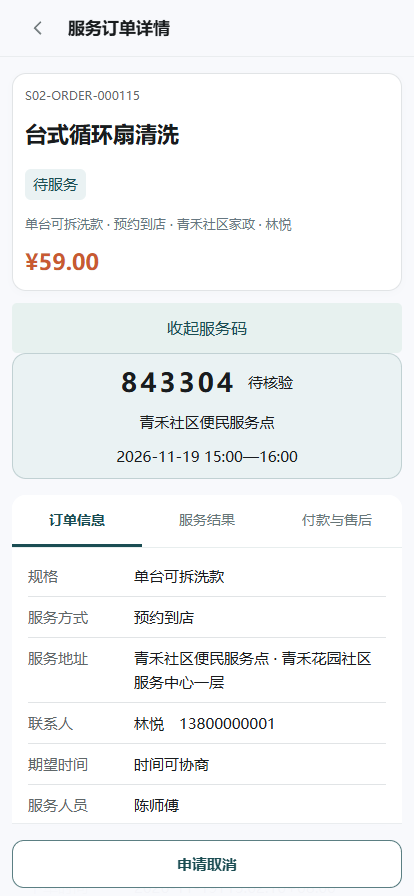 服务订单详情
S02-ORDER-000115
台式循环扇清洗
待服务
单台可拆洗款 · 预约到店 · 青禾社区家政 · 林悦
¥59.00
收起服务码
843304 待核验
青禾社区便民服务点
2026-11-19 15:00—16:00
订单信息 服务结果 付款与售后
规格 单台可拆洗款
服务方式 预约到店
服务地址 青禾社区便民服务点 · 青禾花园社区
服务中心一层
联系人 林悦 13800000001
期望时间 时间可协商
服务人员 陈师傅
申请取消